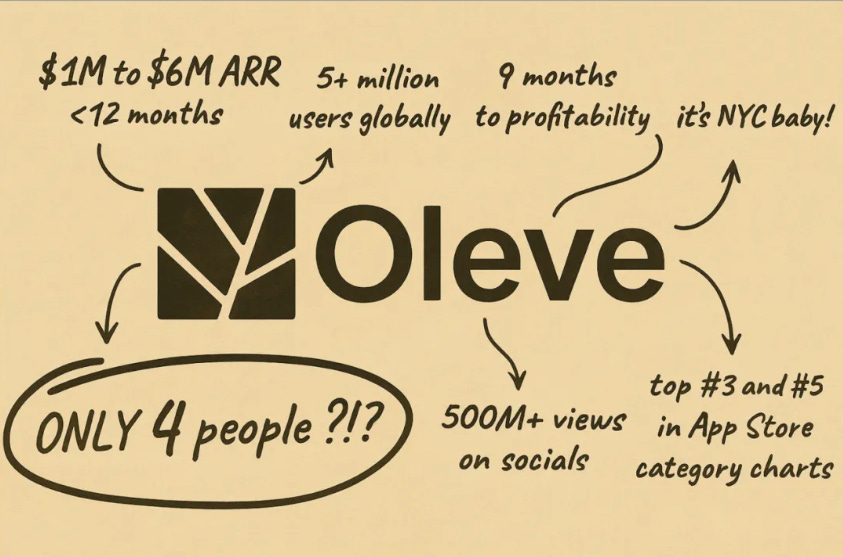 $1M to $6M ARR
<12 months
5+ million
users globally
9 months
to profitability
it's NYC baby!
Oleve
ONLY 4 people ?!?
500M+ views
on socials
top #3 and #5
in App Store
category charts